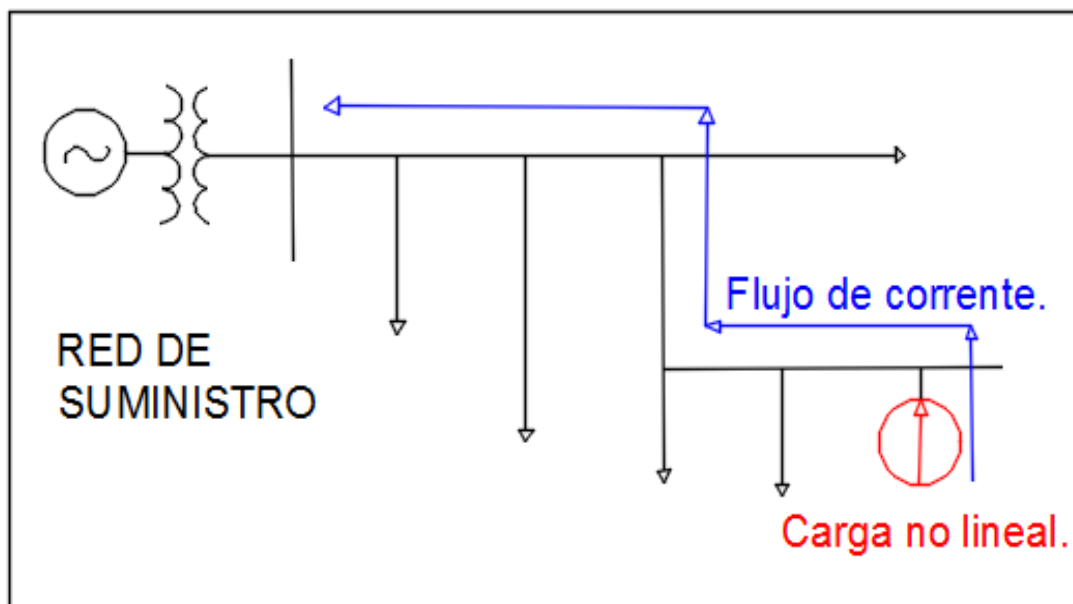 Flujo de corrente.
RED DE
SUMINISTRO
Carga no lineal.